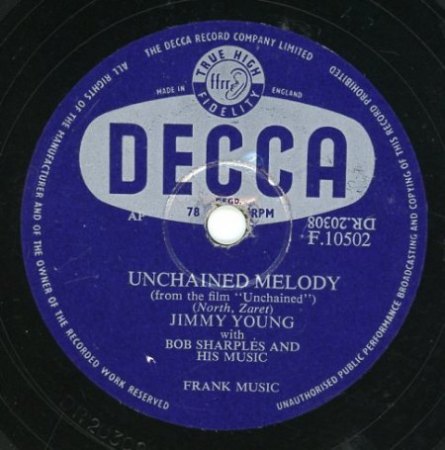 THE DECCA RECORD COMPANY LIMITED
ALL RIGHTS OF THE MANUFACTURER AND OF THE OWNER OF THE RECORDED WORK RESERVED
UNAUTHORISED PUBLIC PERFORMANCE BROADCASTING AND COPYING OF THIS RECORD PROHIBITED
TRUE HIGH
ffrr
FIDELITY
MADE IN ENGLAND
DECCA
REGD.
AP 78 RPM DR.20308
F.10502
UNCHAINED MELODY
(from the film "Unchained")
(North, Zaret)
JIMMY YOUNG
with
BOB SHARPLES AND
HIS MUSIC
FRANK MUSIC